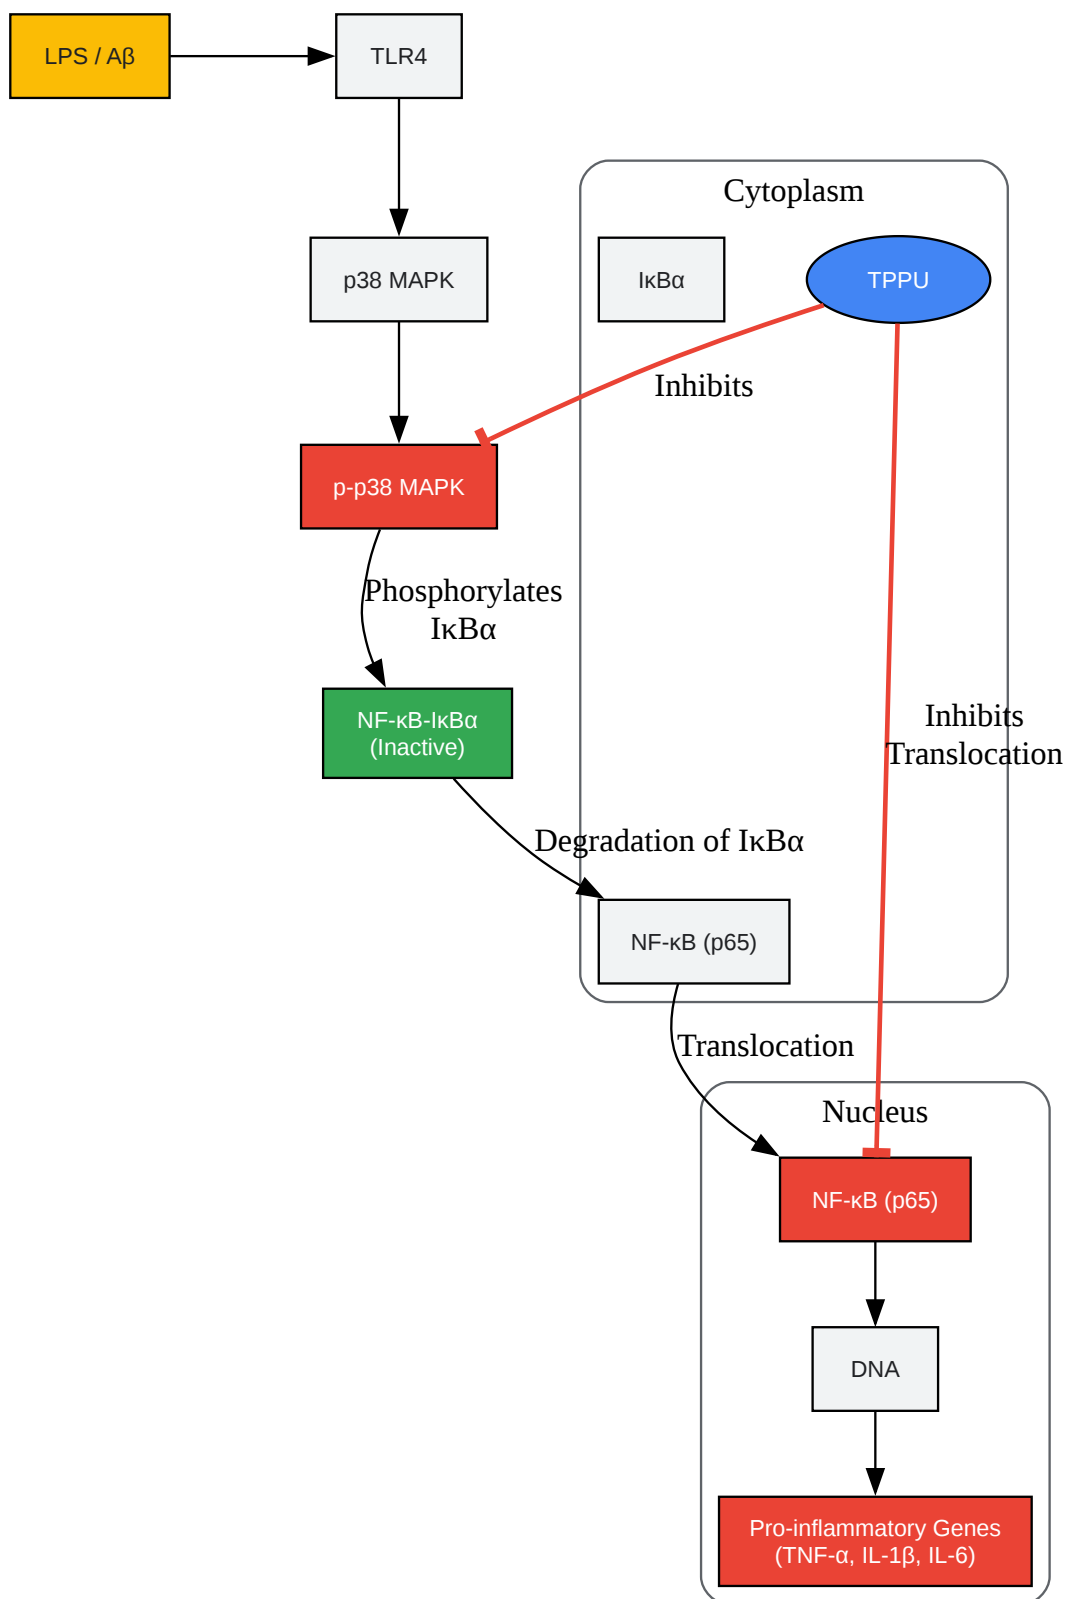 LPS / Aβ
TLR4
Cytoplasm
p38 MAPK
IκBα
TPPU
Inhibits
p-p38 MAPK
Phosphorylates
IκBα
NF-κB-IκBα
(Inactive)
Inhibits
Translocation
Degradation of IκBα
NF-κB (p65)
Translocation
Nucleus
NF-κB (p65)
DNA
Pro-inflammatory Genes
(TNF-α, IL-1β, IL-6)